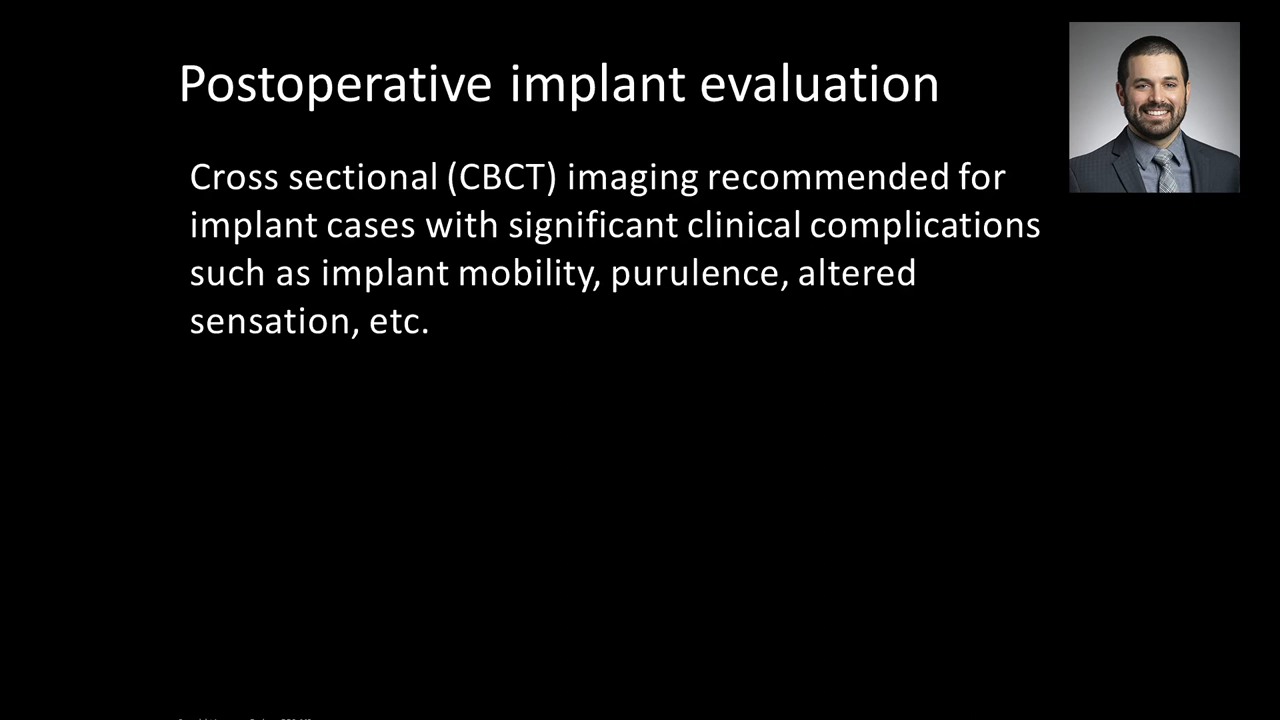 Postoperative implant evaluation
Cross sectional (CBCT) imaging recommended for
implant cases with significant clinical complications
such as implant mobility, purulence, altered
sensation, etc.